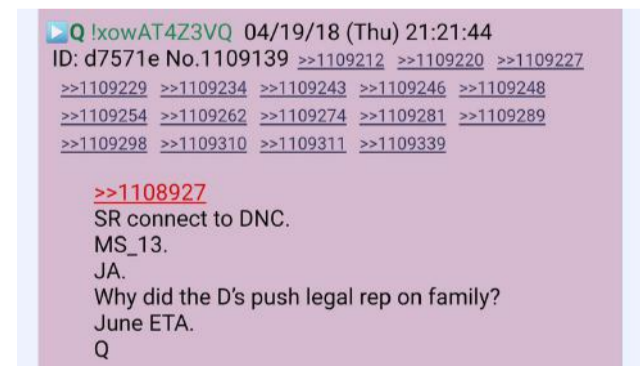 Q !xowAT4Z3VQ 04/19/18 (Thu) 21:21:44
ID: d7571e No.1109139 >>1109212 >>1109220 >>1109227
>>1109229 >>1109234 >>1109243 >>1109246 >>1109248
>>1109254 >>1109262 >>1109274 >>1109281 >>1109289
>>1109298 >>1109310 >>1109311 >>1109339
>>1108927
SR connect to DNC.
MS_13.
JA.
Why did the D's push legal rep on family?
June ETA.
Q